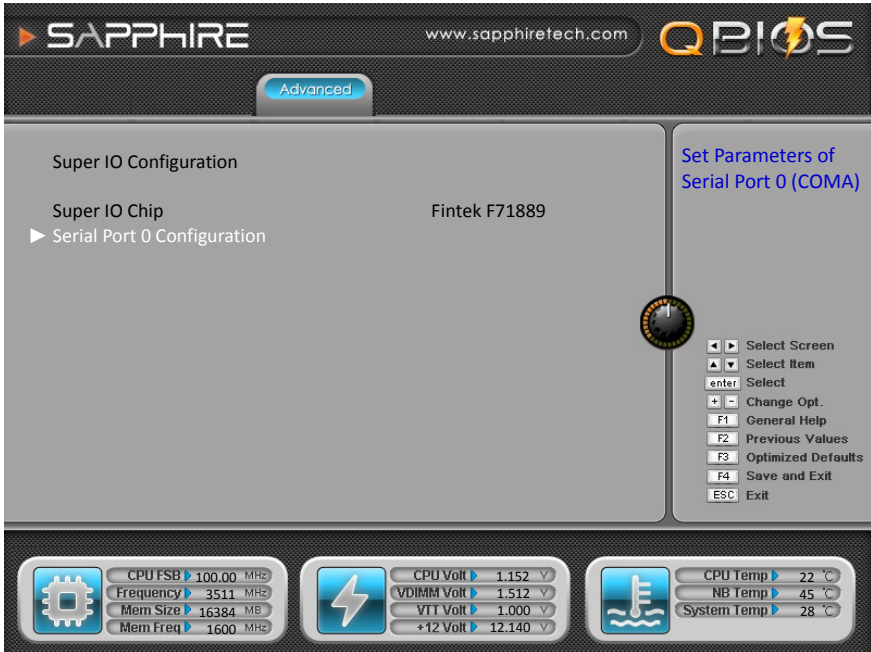 SAPPHIRE
www.sapphiretech.com
QBIOS
Advanced
Super IO Configuration
Super IO Chip Fintek F71889
Serial Port 0 Configuration
Set Parameters of
Serial Port 0 (COMA)
Select Screen
Select Item
enter Select
+ - Change Opt.
F1 General Help
F2 Previous Values
F3 Optimized Defaults
F4 Save and Exit
ESC Exit
CPU FSB 100.00 MHz
Frequency 3511 MHz
Mem Size 16384 MB
Mem Freq 1600 MHz
CPU Volt 1.152 V
VDIMM Volt 1.512 V
VTT Volt 1.000 V
+12 Volt 12.140 V
CPU Temp 22 °C
NB Temp 45 °C
System Temp 28 °C